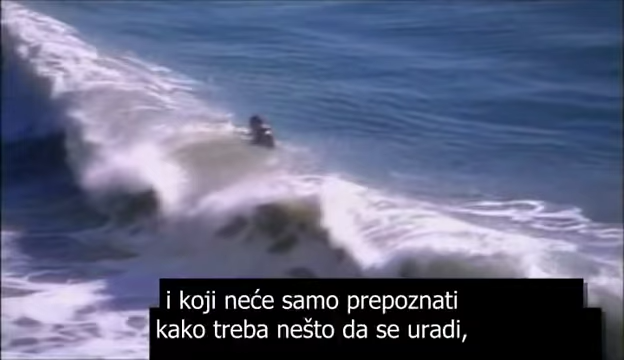 i koji neće samo prepoznati
kako treba nešto da se uradi,